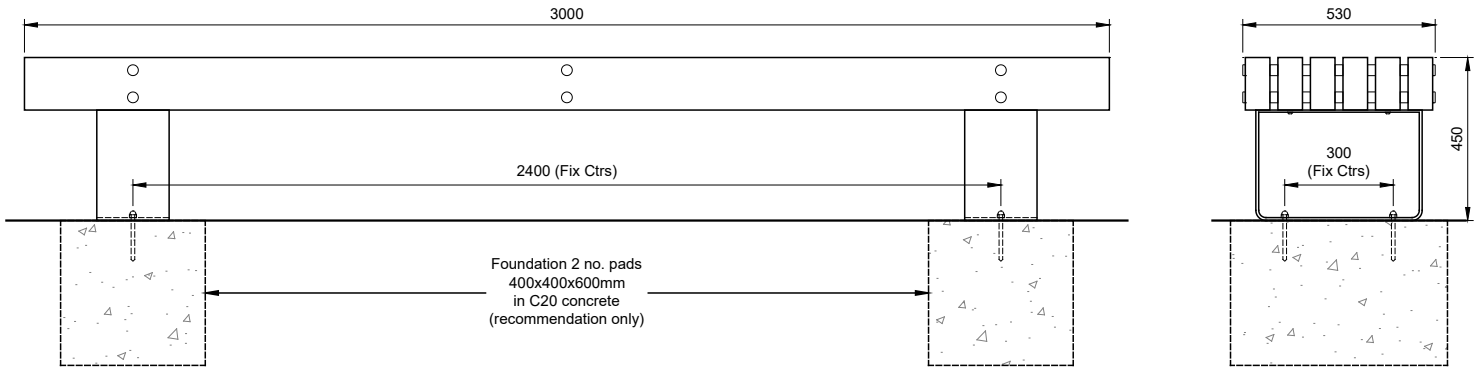 3000
2400 (Fix Ctrs)
Foundation 2 no. pads
400x400x600mm
in C20 concrete
(recommendation only)
530
450
300
(Fix Ctrs)